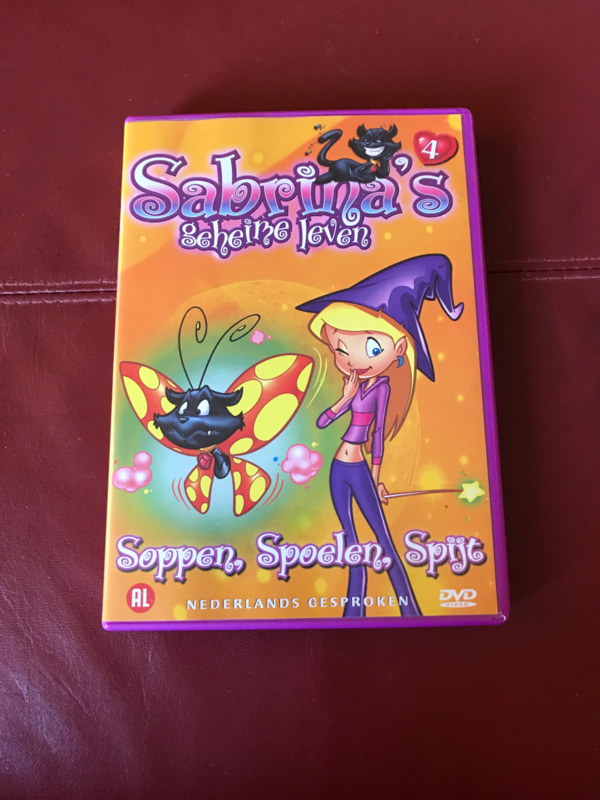 4
Sabrina's
geheime leven
Soppen, Spoelen, Spijt
AL
NEDERLANDS GESPROKEN
DVD
VIDEO